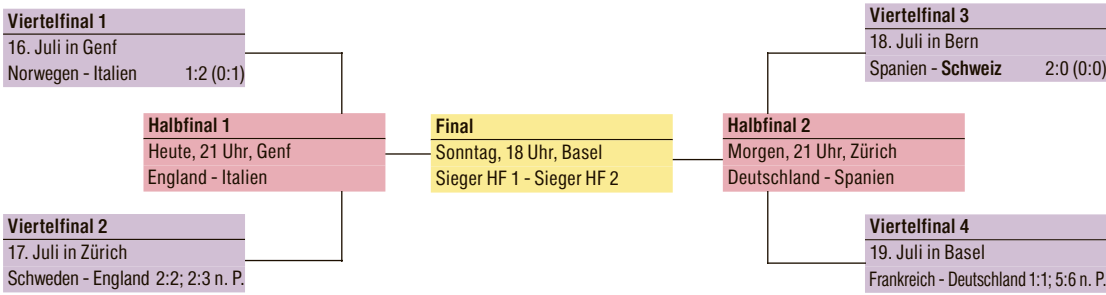 Viertelfinal 1
16. Juli in Genf
Norwegen - Italien 1:2 (0:1)
Viertelfinal 3
18. Juli in Bern
Spanien - Schweiz 2:0 (0:0)
Halbfinal 1
Heute, 21 Uhr, Genf
England - Italien
Final
Sonntag, 18 Uhr, Basel
Sieger HF 1 - Sieger HF 2
Halbfinal 2
Morgen, 21 Uhr, Zürich
Deutschland - Spanien
Viertelfinal 2
17. Juli in Zürich
Schweden - England 2:2; 2:3 n. P.
Viertelfinal 4
19. Juli in Basel
Frankreich - Deutschland 1:1; 5:6 n. P.